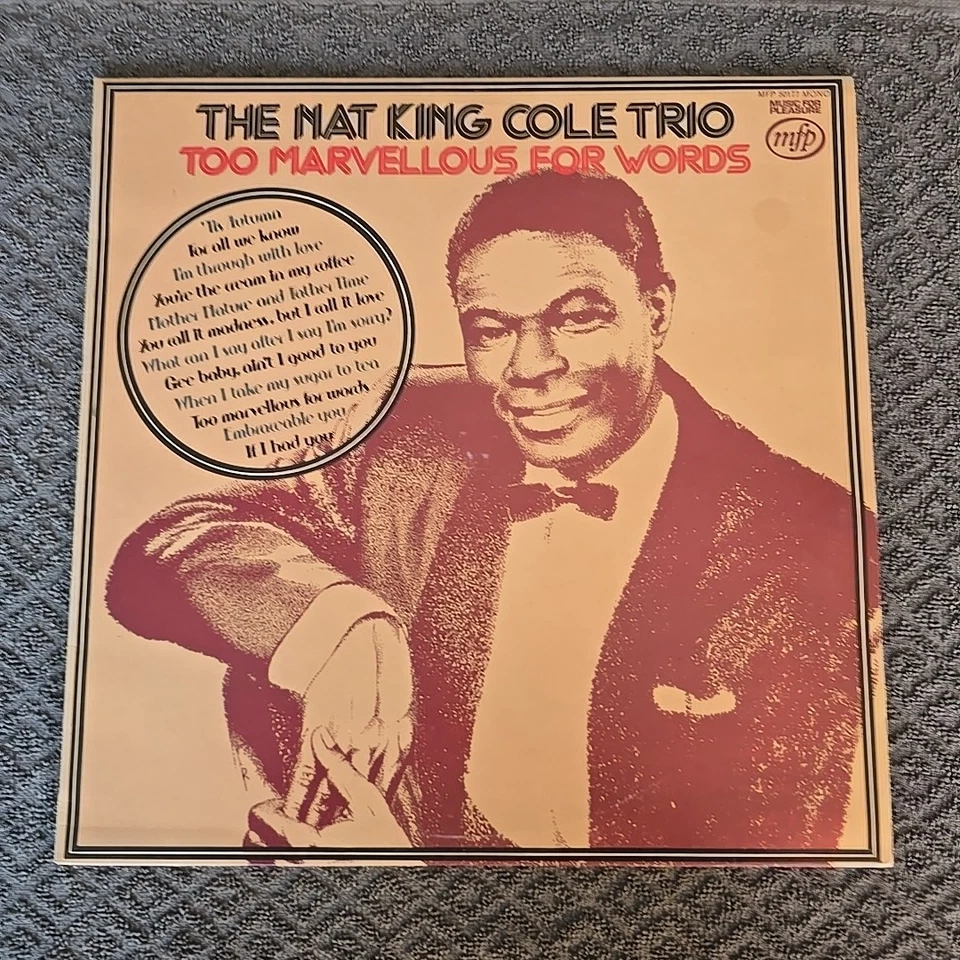 MFP 50177 MONO
MUSIC FOR
PLEASURE
mfp
THE NAT KING COLE TRIO
TOO MARVELLOUS FOR WORDS
'Tis Autumn
For all we know
I'm through with love
You're the cream in my coffee
Mother Nature and Father Time
You call it madness, but I call it love
What can I say after I say I'm sorry?
Gee baby, ain't I good to you
When I take my sugar to tea
Too marvellous for words
Embraceable you
If I had you